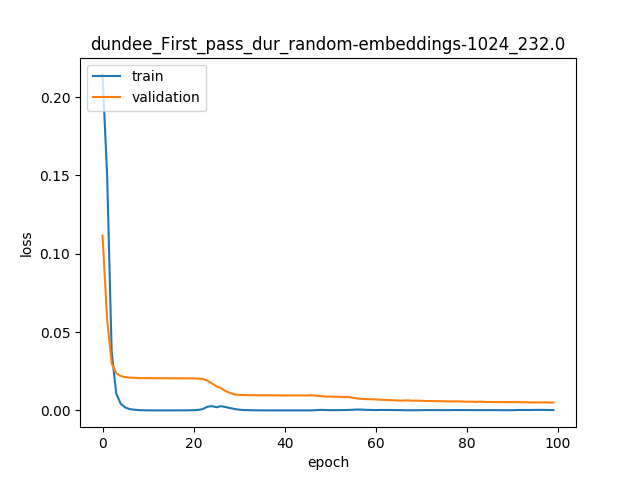 dundee_First_pass_dur_random-embeddings-1024_232.0
train
validation
0.20
0.15
0.10
0.05
0.00
loss
0
20
40
60
80
100
epoch